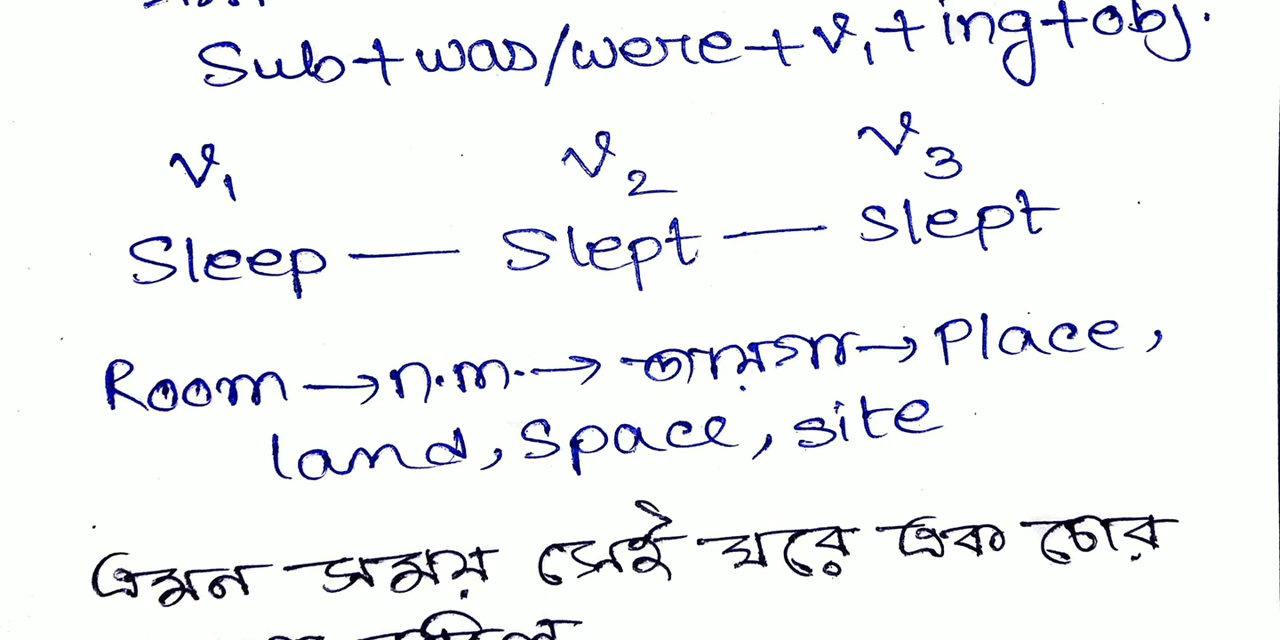 Sub + was/were + v₁ + ing + obj.
v₁ v₂ v₃
Sleep — Slept — slept
Room → n.m. → জায়গা → Place,
land, space, site
এমন সময় সেই ঘরে এক চোর